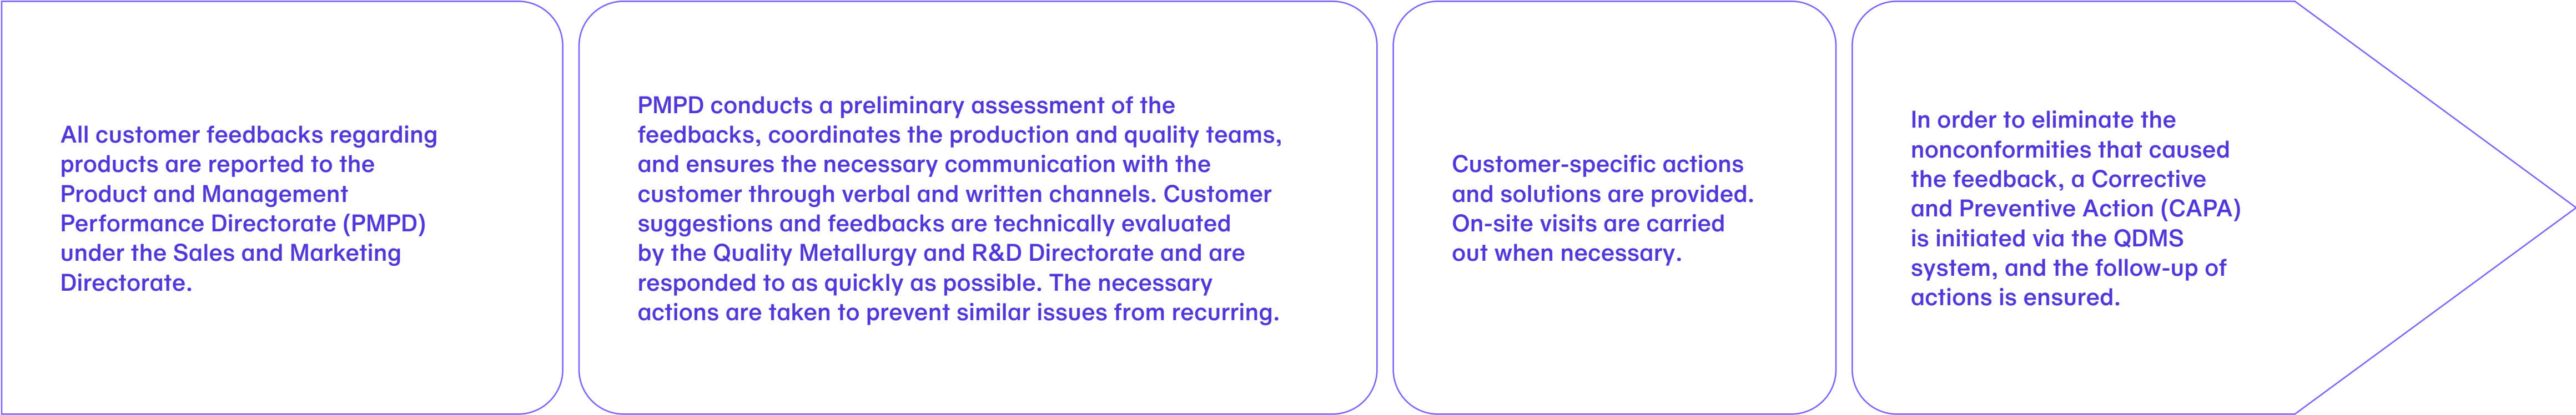 All customer feedbacks regarding
products are reported to the
Product and Management
Performance Directorate (PMPD)
under the Sales and Marketing
Directorate.
PMPD conducts a preliminary assessment of the
feedbacks, coordinates the production and quality teams,
and ensures the necessary communication with the
customer through verbal and written channels. Customer
suggestions and feedbacks are technically evaluated
by the Quality Metallurgy and R&D Directorate and are
responded to as quickly as possible. The necessary
actions are taken to prevent similar issues from recurring.
Customer-specific actions
and solutions are provided.
On-site visits are carried
out when necessary.
In order to eliminate the
nonconformities that caused
the feedback, a Corrective
and Preventive Action (CAPA)
is initiated via the QDMS
system, and the follow-up of
actions is ensured.